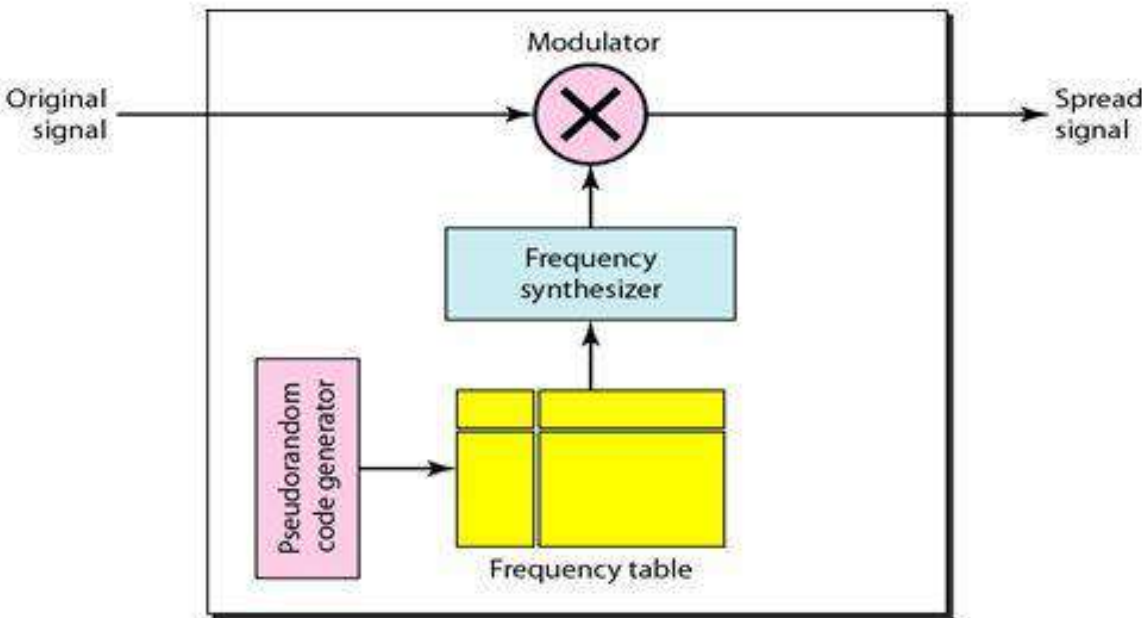 Modulator
Original
signal
Spread
signal
Frequency
synthesizer
Pseudorandom
code generator
Frequency table